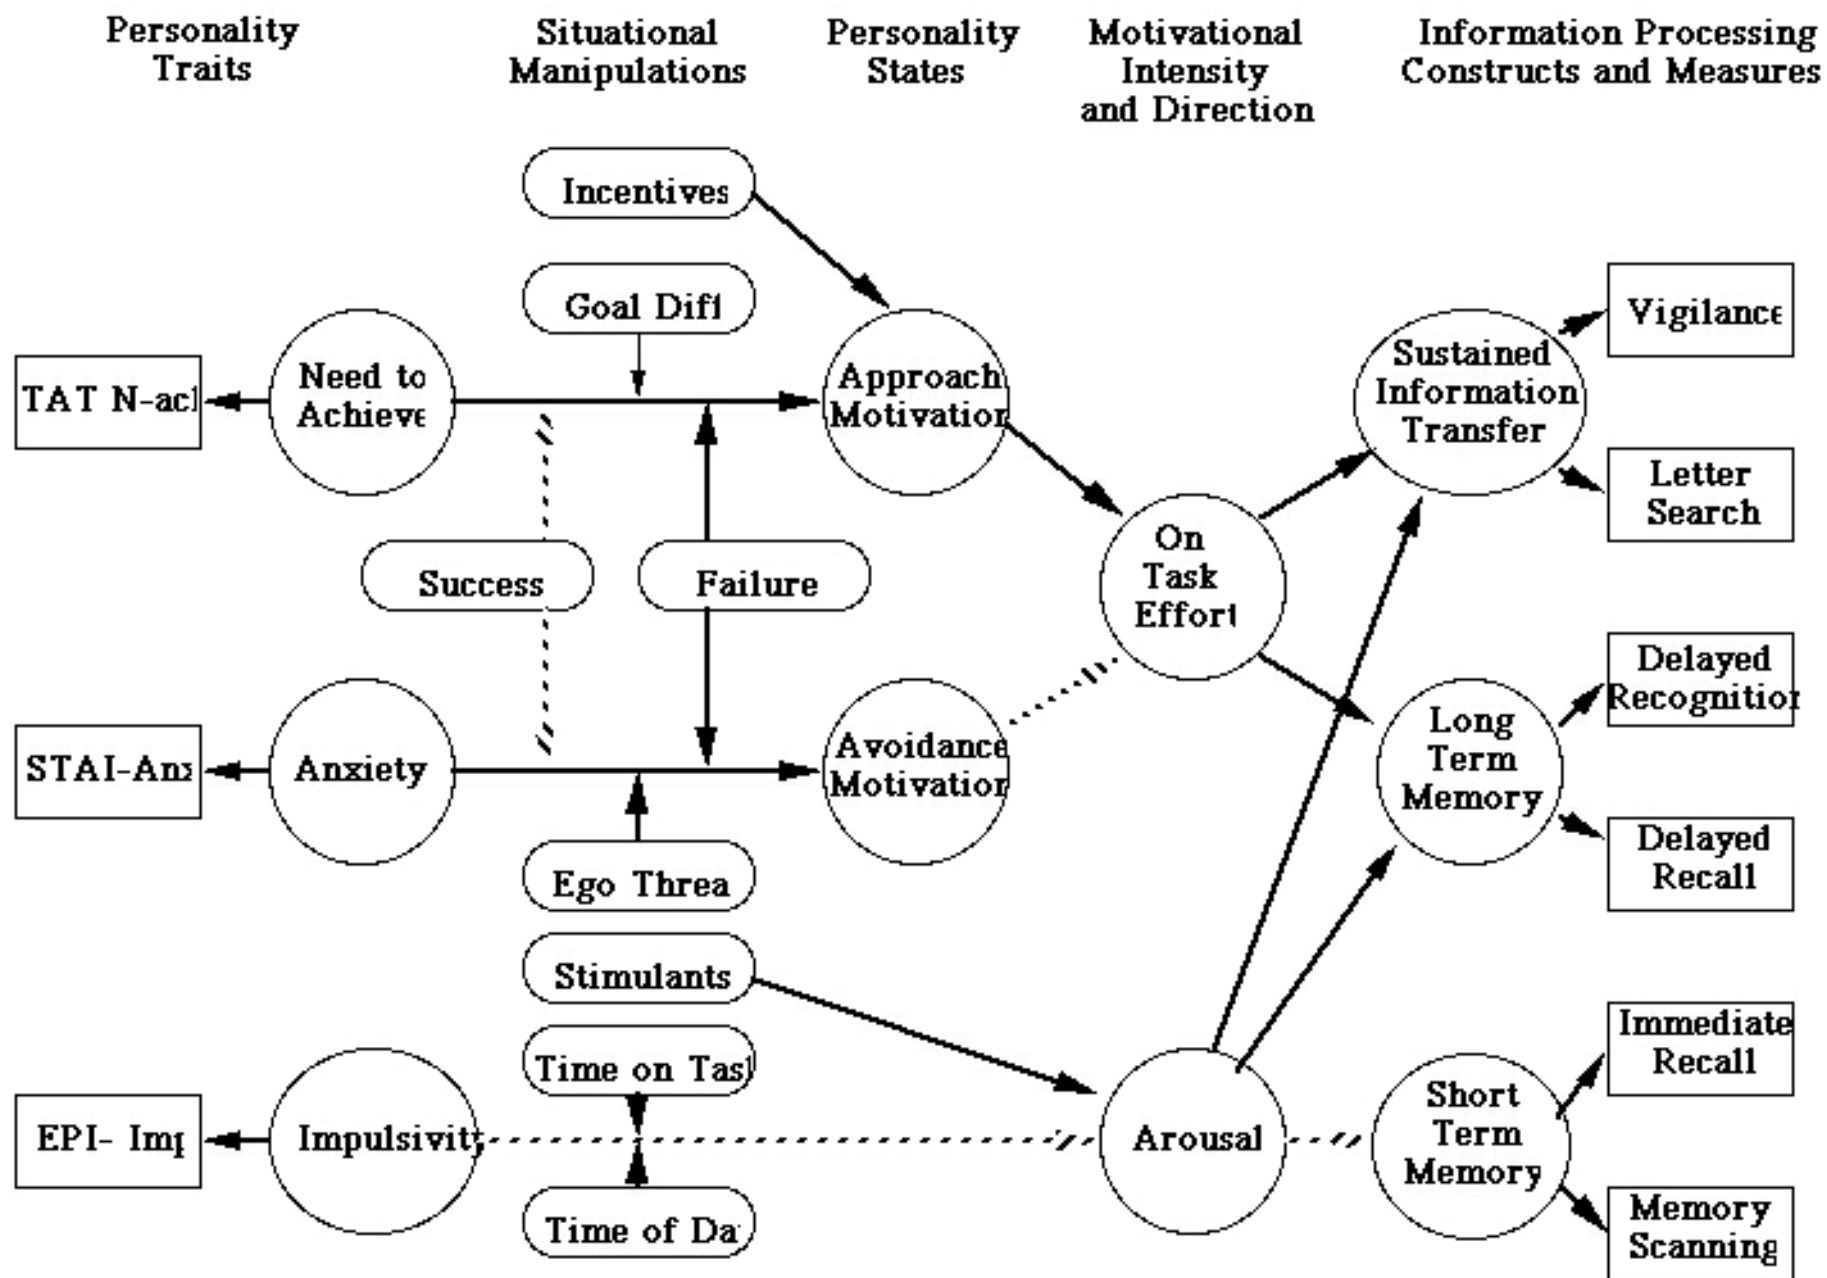 Personality
Traits
Situational
Manipulations
Personality
States
Motivational
Intensity
and Direction
Information Processing
Constructs and Measures
Incentives
Goal Diff
Vigilance
TAT N-ac
Need to
Achieve
Approach
Motivation
Sustained
Information
Transfer
Letter
Search
Success
Failure
On
Task
Effort
Delayed
Recognition
STAI-Anx
Anxiety
Avoidance
Motivation
Long
Term
Memory
Delayed
Recall
Ego Threa
Stimulants
Immediate
Recall
Time on Tas
EPI- Imp
Impulsivity
Arousal
Short
Term
Memory
Time of Da
Memory
Scanning